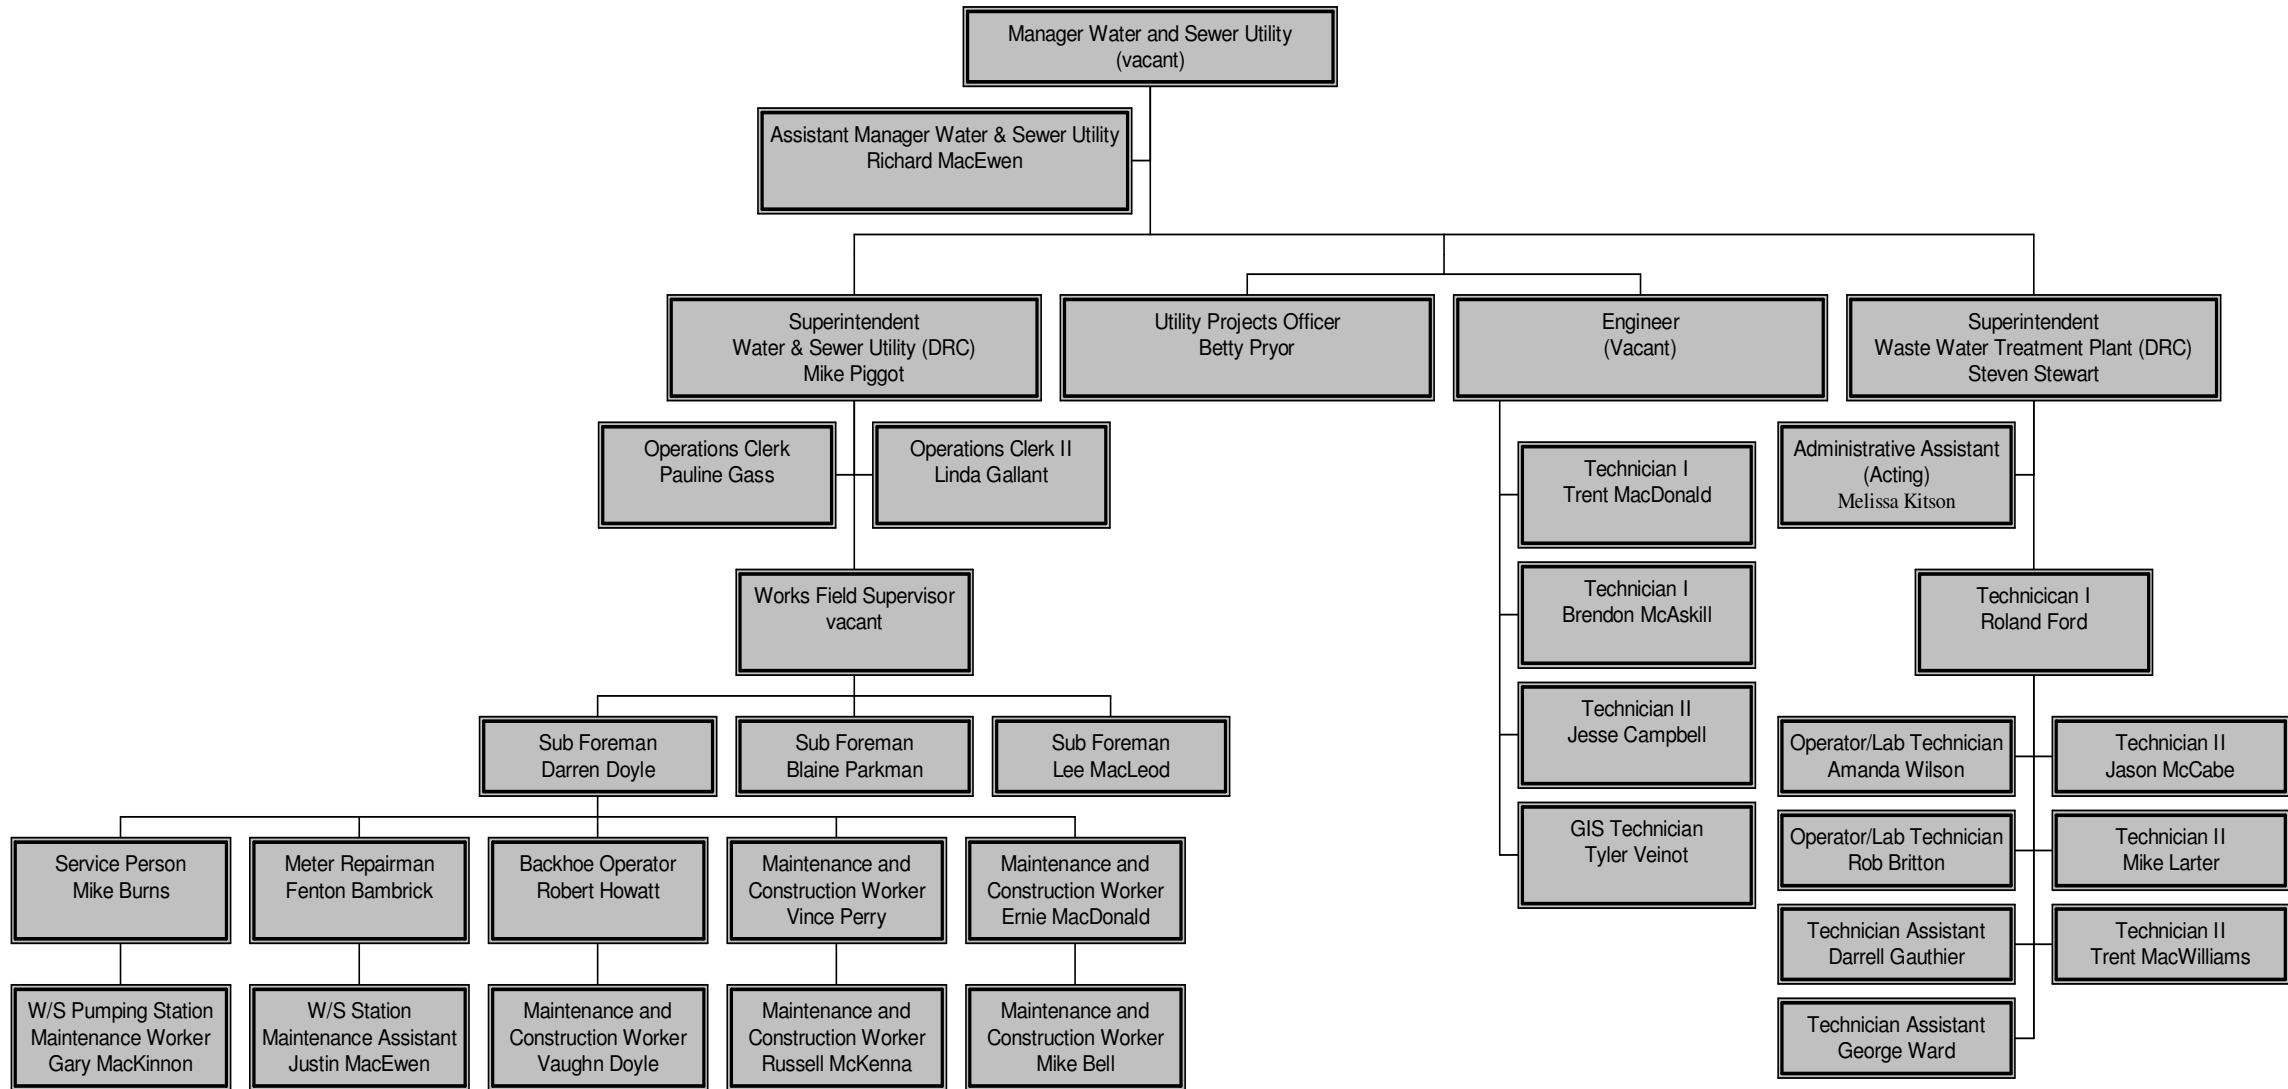 Manager Water and Sewer Utility
(vacant)
Assistant Manager Water & Sewer Utility
Richard MacEwen
Superintendent
Water & Sewer Utility (DRC)
Mike Piggot
Utility Projects Officer
Betty Pryor
Engineer
(Vacant)
Superintendent
Waste Water Treatment Plant (DRC)
Steven Stewart
Operations Clerk
Pauline Gass
Operations Clerk II
Linda Gallant
Technician I
Trent MacDonald
Administrative Assistant
(Acting)
Melissa Kitson
Works Field Supervisor
vacant
Technician I
Brendon McAskill
Technicican I
Roland Ford
Technician II
Jesse Campbell
Sub Foreman
Darren Doyle
Sub Foreman
Blaine Parkman
Sub Foreman
Lee MacLeod
Operator/Lab Technician
Amanda Wilson
Technician II
Jason McCabe
GIS Technician
Tyler Veinot
Operator/Lab Technician
Rob Britton
Technician II
Mike Larter
Service Person
Mike Burns
Meter Repairman
Fenton Bambrick
Backhoe Operator
Robert Howatt
Maintenance and
Construction Worker
Vince Perry
Maintenance and
Construction Worker
Ernie MacDonald
Technician Assistant
Darrell Gauthier
Technician II
Trent MacWilliams
W/S Pumping Station
Maintenance Worker
Gary MacKinnon
W/S Station
Maintenance Assistant
Justin MacEwen
Maintenance and
Construction Worker
Vaughn Doyle
Maintenance and
Construction Worker
Russell McKenna
Maintenance and
Construction Worker
Mike Bell
Technician Assistant
George Ward